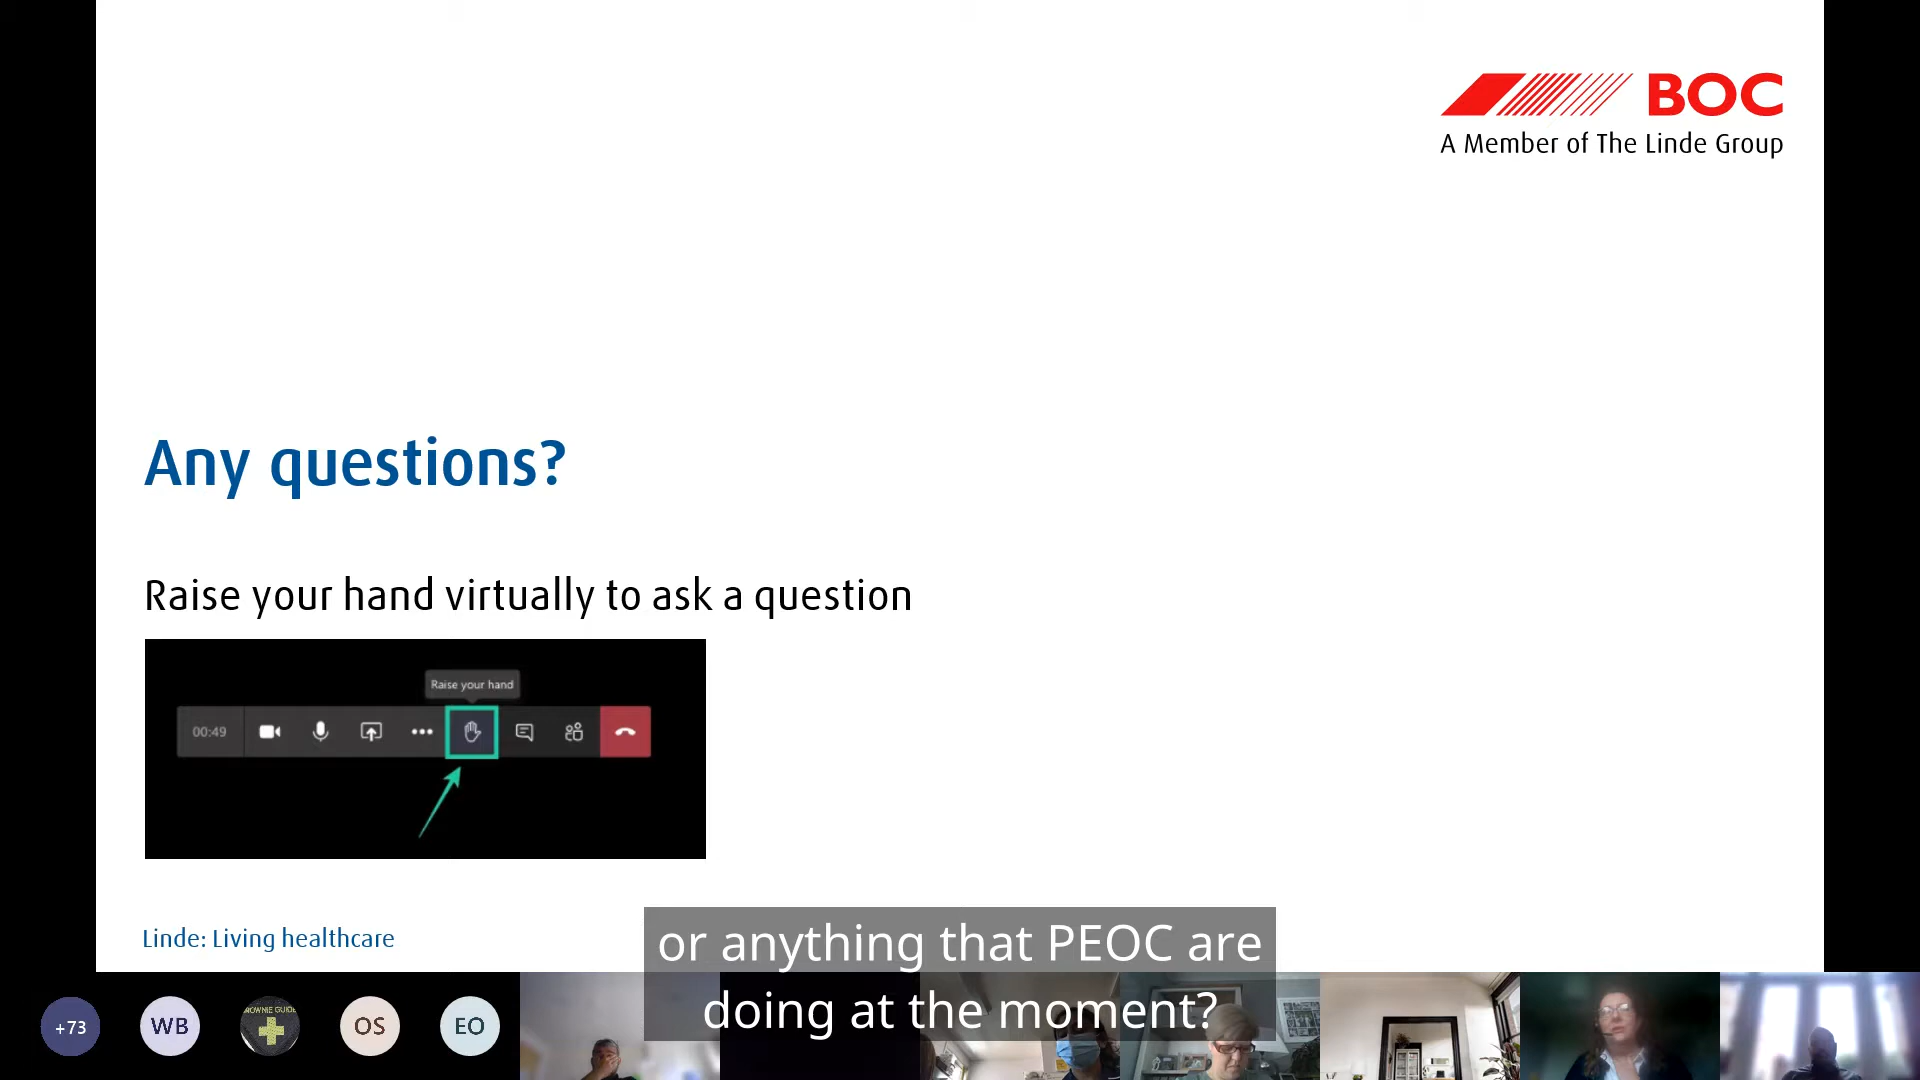 BOC
A Member of The Linde Group
Any questions?
Raise your hand virtually to ask a question
Raise your hand
00:49
Linde: Living healthcare
or anything that PEOC are
doing at the moment?
+73
WB
OS
EO